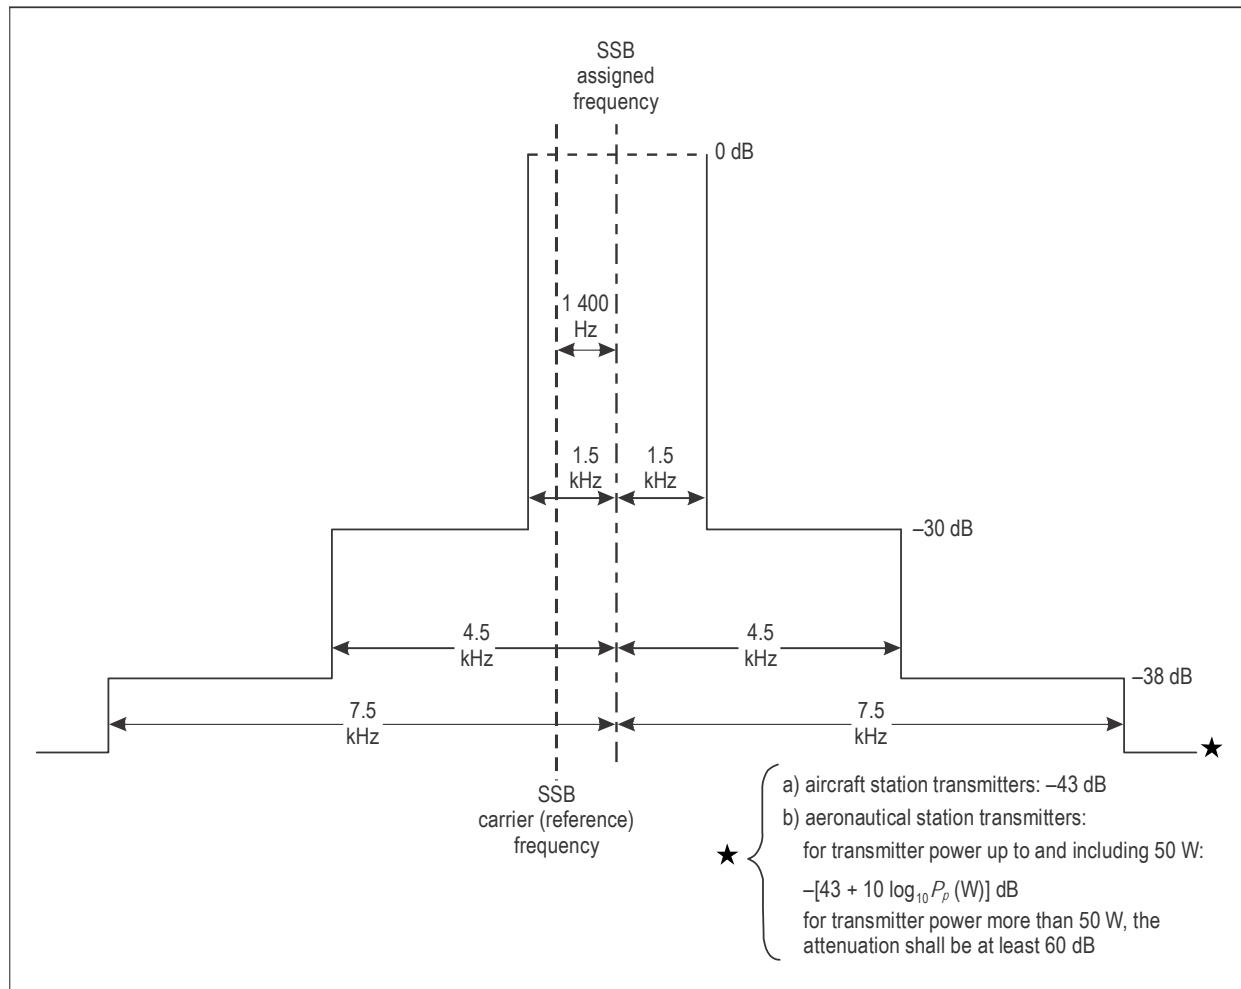 SSB
assigned
frequency
0 dB
1 400
Hz
1.5
kHz
1.5
kHz
–30 dB
4.5
kHz
4.5
kHz
–38 dB
7.5
kHz
7.5
kHz
★
SSB
carrier (reference)
frequency
★
a) aircraft station transmitters: –43 dB
b) aeronautical station transmitters:
for transmitter power up to and including 50 W:
–[43 + 10 log₁₀ Pₚ (W)] dB
for transmitter power more than 50 W, the
attenuation shall be at least 60 dB